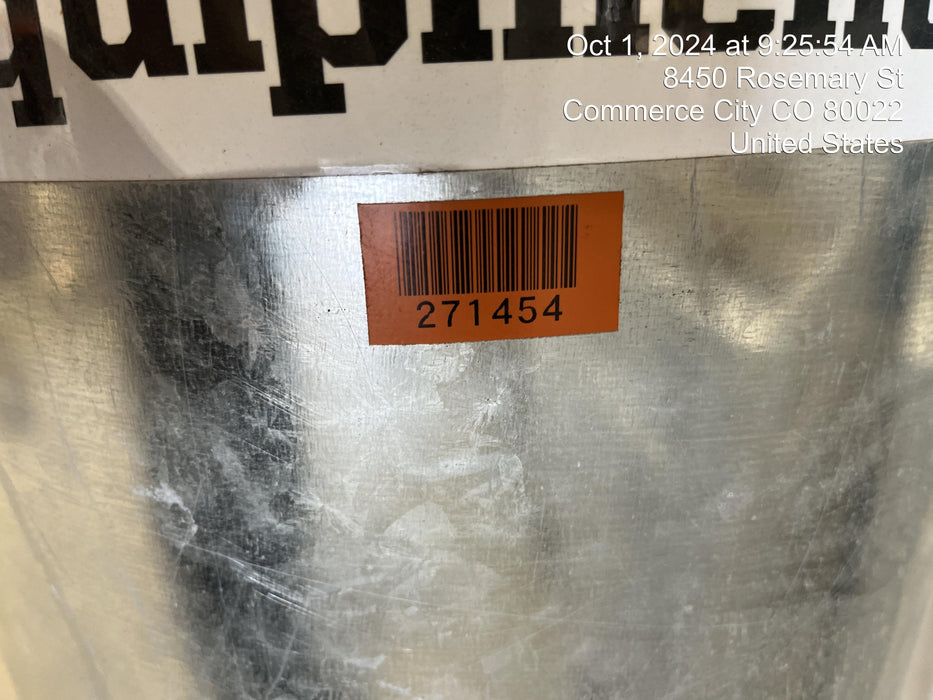 Oct 1, 2024 at 9:25:54 AM
8450 Rosemary St
Commerce City CO 80022
United States
271454